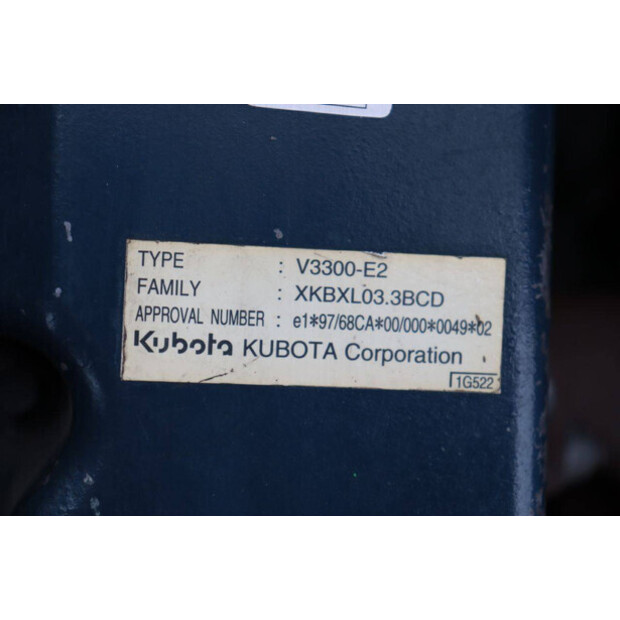 TYPE : V3300-E2
FAMILY : XKBXL03.3BCD
APPROVAL NUMBER : e1*97/68CA*00/000*0049*02
Kubota KUBOTA Corporation
1G522